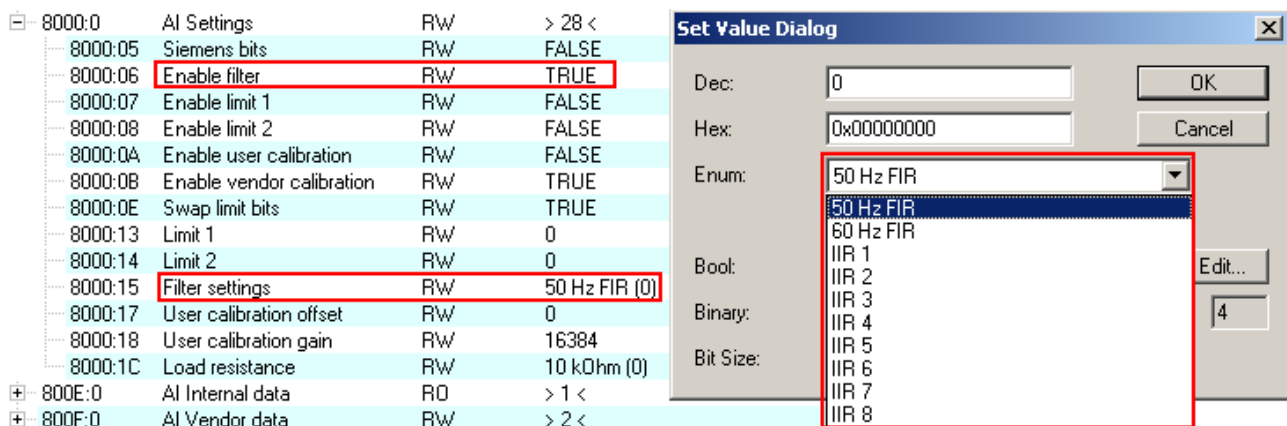 8000:0 AI Settings RW > 28 <
8000:05 Siemens bits RW FALSE
8000:06 Enable filter RW TRUE
8000:07 Enable limit 1 RW FALSE
8000:08 Enable limit 2 RW FALSE
8000:0A Enable user calibration RW FALSE
8000:0B Enable vendor calibration RW TRUE
8000:0E Swap limit bits RW TRUE
8000:13 Limit 1 RW 0
8000:14 Limit 2 RW 0
8000:15 Filter settings RW 50 Hz FIR (0)
8000:17 User calibration offset RW 0
8000:18 User calibration gain RW 16384
8000:1C Load resistance RW 10 kOhm (0)
800E:0 AI Internal data RO > 1 <
800F:0 AI Vendor data RW > 2 <
Set Value Dialog
Dec: 0 OK
Hex: 0x00000000 Cancel
Enum: 50 Hz FIR
50 Hz FIR
60 Hz FIR
IIR 1
IIR 2
IIR 3
IIR 4
IIR 5
IIR 6
IIR 7
IIR 8
Bool: Edit...
Binary: 4
Bit Size: